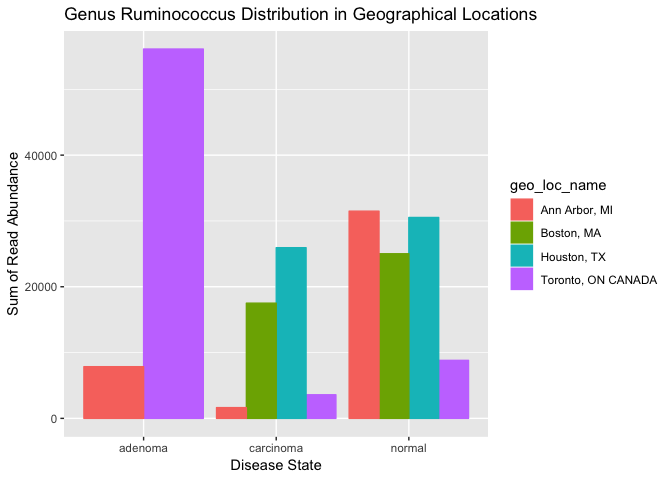 Genus Ruminococcus Distribution in Geographical Locations
Sum of Read Abundance
40000
20000
0
adenoma carcinoma normal
Disease State
geo_loc_name
Ann Arbor, MI
Boston, MA
Houston, TX
Toronto, ON CANADA